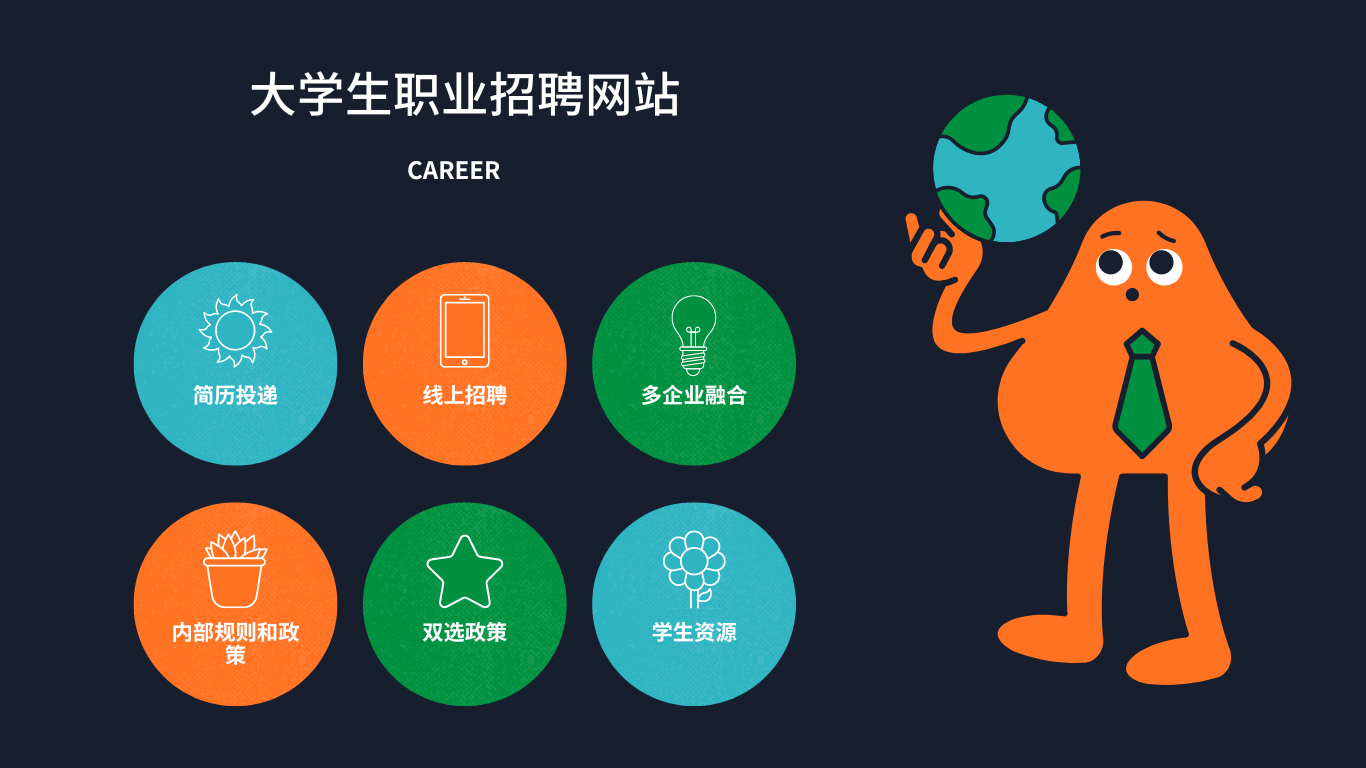 大学生职业招聘网站
CAREER
简历投递
线上招聘
多企业融合
内部规则和政
策
双选政策
学生资源